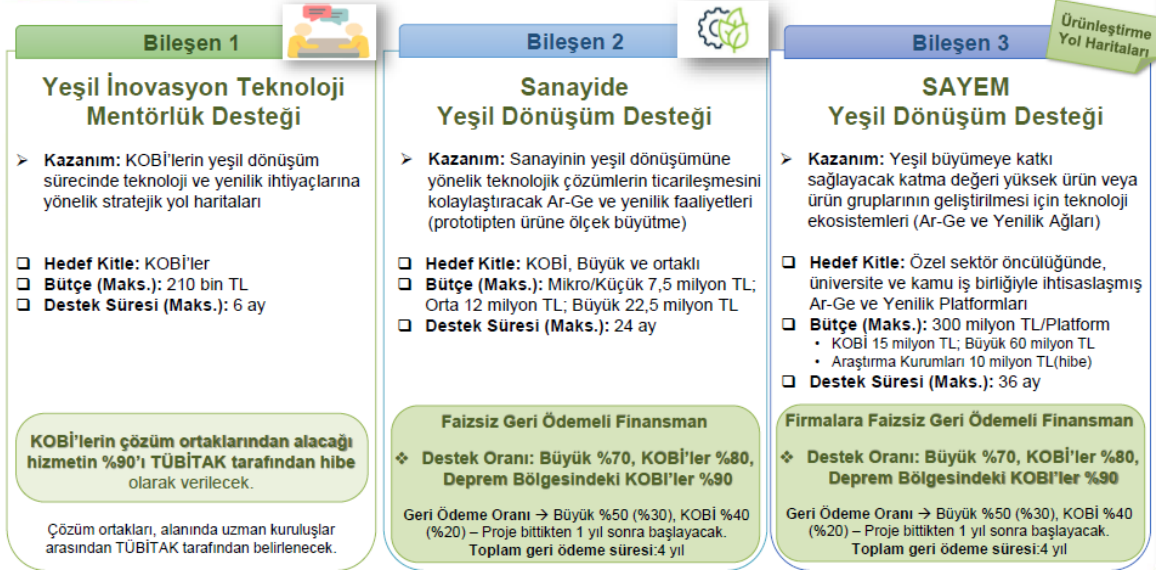 Bileşen 1
Yeşil İnovasyon Teknoloji
Mentörlük Desteği
➢ Kazanım: KOBİ'lerin yeşil dönüşüm
sürecinde teknoloji ve yenilik ihtiyaçlarına
yönelik stratejik yol haritaları
❑ Hedef Kitle: KOBİ'ler
❑ Bütçe (Maks.): 210 bin TL
❑ Destek Süresi (Maks.): 6 ay
KOBİ'lerin çözüm ortaklarından alacağı
hizmetin %90'ı TÜBİTAK tarafından hibe
olarak verilecek.
Çözüm ortakları, alanında uzman kuruluşlar
arasından TÜBİTAK tarafından belirlenecek.
Bileşen 2
Sanayide
Yeşil Dönüşüm Desteği
➢ Kazanım: Sanayinin yeşil dönüşümüne
yönelik teknolojik çözümlerin ticarileşmesini
kolaylaştıracak Ar-Ge ve yenilik faaliyetleri
(prototipten ürüne ölçek büyütme)
❑ Hedef Kitle: KOBİ, Büyük ve ortaklı
❑ Bütçe (Maks.): Mikro/Küçük 7,5 milyon TL;
Orta 12 milyon TL; Büyük 22,5 milyon TL
❑ Destek Süresi (Maks.): 24 ay
Faizsiz Geri Ödemeli Finansman
❖ Destek Oranı: Büyük %70, KOBİ'ler %80,
Deprem Bölgesindeki KOBI'ler %90
Geri Ödeme Oranı → Büyük %50 (%30), KOBİ %40
(%20) – Proje bittikten 1 yıl sonra başlayacak.
Toplam geri ödeme süresi:4 yıl
Bileşen 3
Ürünleştirme
Yol Haritaları
SAYEM
Yeşil Dönüşüm Desteği
➢ Kazanım: Yeşil büyümeye katkı
sağlayacak katma değeri yüksek ürün veya
ürün gruplarının geliştirilmesi için teknoloji
ekosistemleri (Ar-Ge ve Yenilik Ağları)
❑ Hedef Kitle: Özel sektör öncülüğünde,
üniversite ve kamu iş birliğiyle ihtisaslaşmış
Ar-Ge ve Yenilik Platformları
❑ Bütçe (Maks.): 300 milyon TL/Platform
• KOBİ 15 milyon TL; Büyük 60 milyon TL
• Araştırma Kurumları 10 milyon TL(hibe)
❑ Destek Süresi (Maks.): 36 ay
Firmalara Faizsiz Geri Ödemeli Finansman
❖ Destek Oranı: Büyük %70, KOBİ'ler %80,
Deprem Bölgesindeki KOBI'ler %90
Geri Ödeme Oranı → Büyük %50 (%30), KOBİ %40
(%20) – Proje bittikten 1 yıl sonra başlayacak.
Toplam geri ödeme süresi:4 yıl